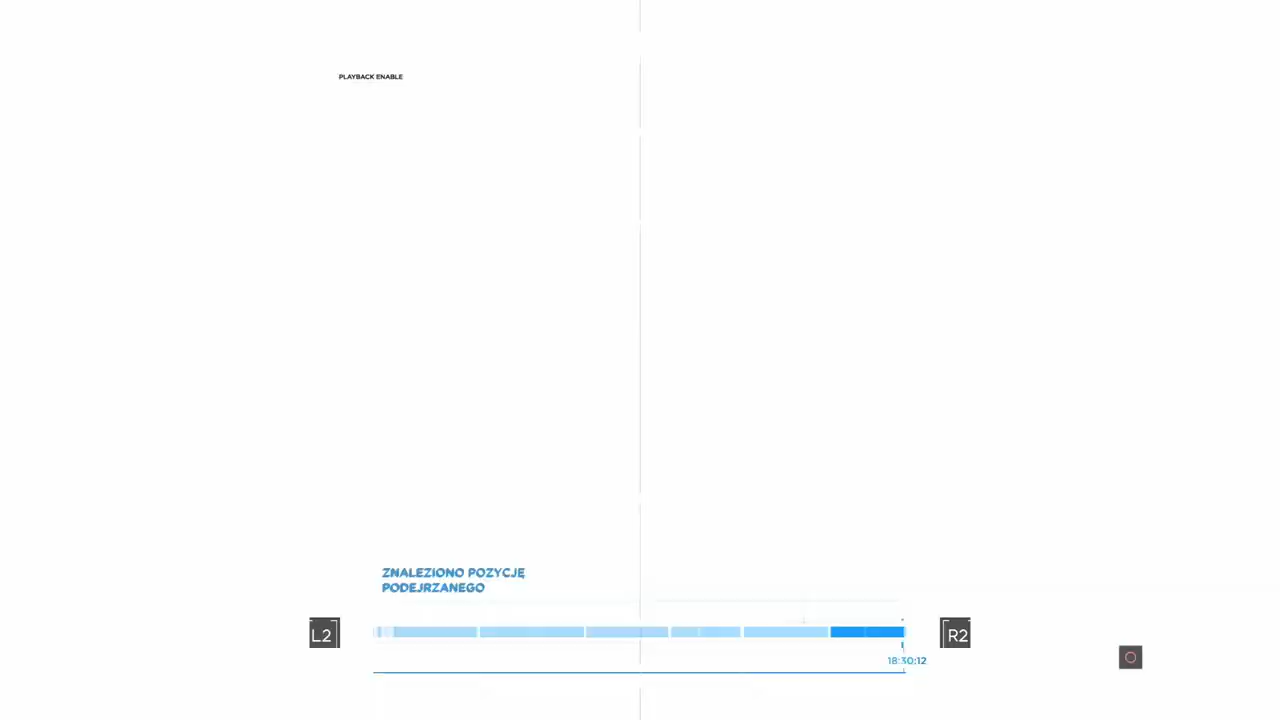 PLAYBACK ENABLE
ZNALEZIONO POZYCJĘ
PODEJRZANEGO
L2
R2
18:30:12